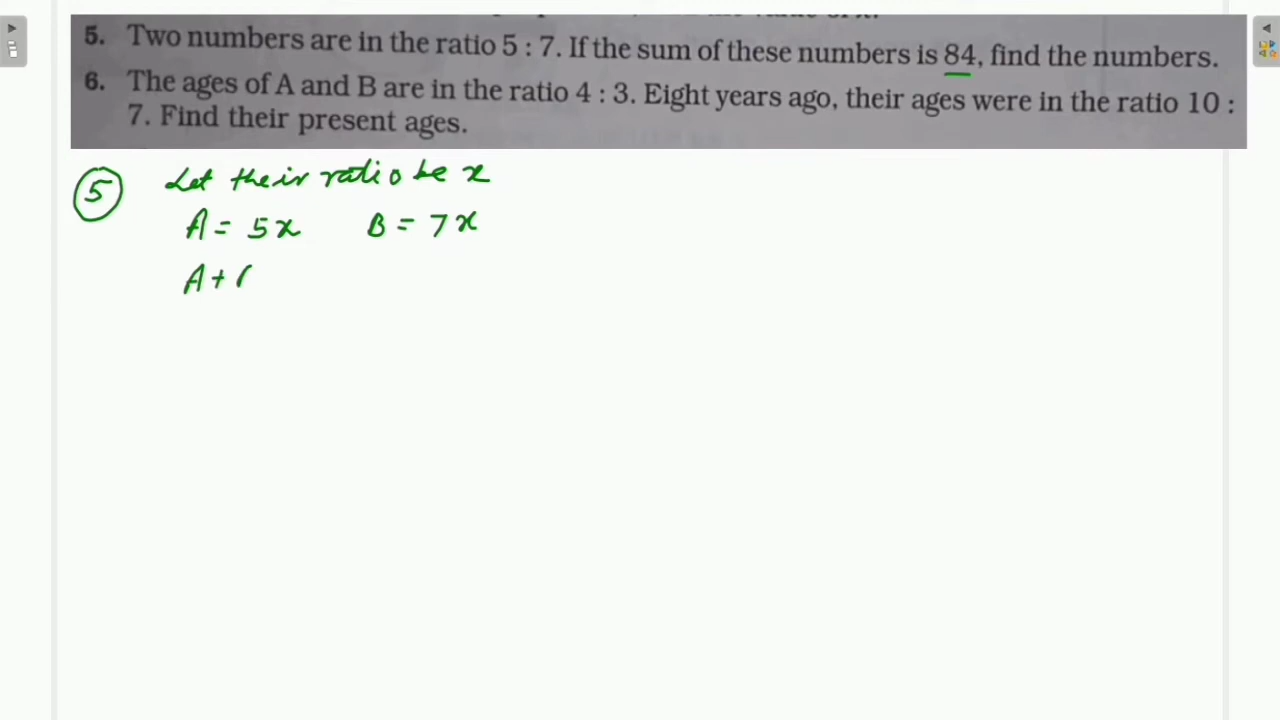 5. Two numbers are in the ratio 5 : 7. If the sum of these numbers is 84, find the numbers.
6. The ages of A and B are in the ratio 4 : 3. Eight years ago, their ages were in the ratio 10 :
7. Find their present ages.
5 Let their ratio be x
A = 5x B = 7x
A +